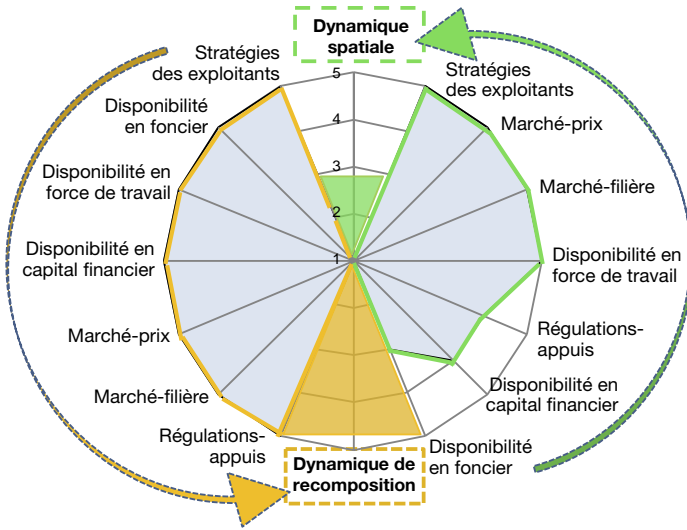 Dynamique
spatiale
Stratégies
des exploitants
Marché-prix
Marché-filière
Disponibilité en
force de travail
Régulations-
appuis
Disponibilité en
capital financier
Disponibilité
en foncier
Dynamique de
recomposition
Régulations-
appuis
Marché-filière
Marché-prix
Disponibilité en
capital financier
Disponibilité en
force de travail
Disponibilité
en foncier
Stratégies
des exploitants
5
4
3
2
1